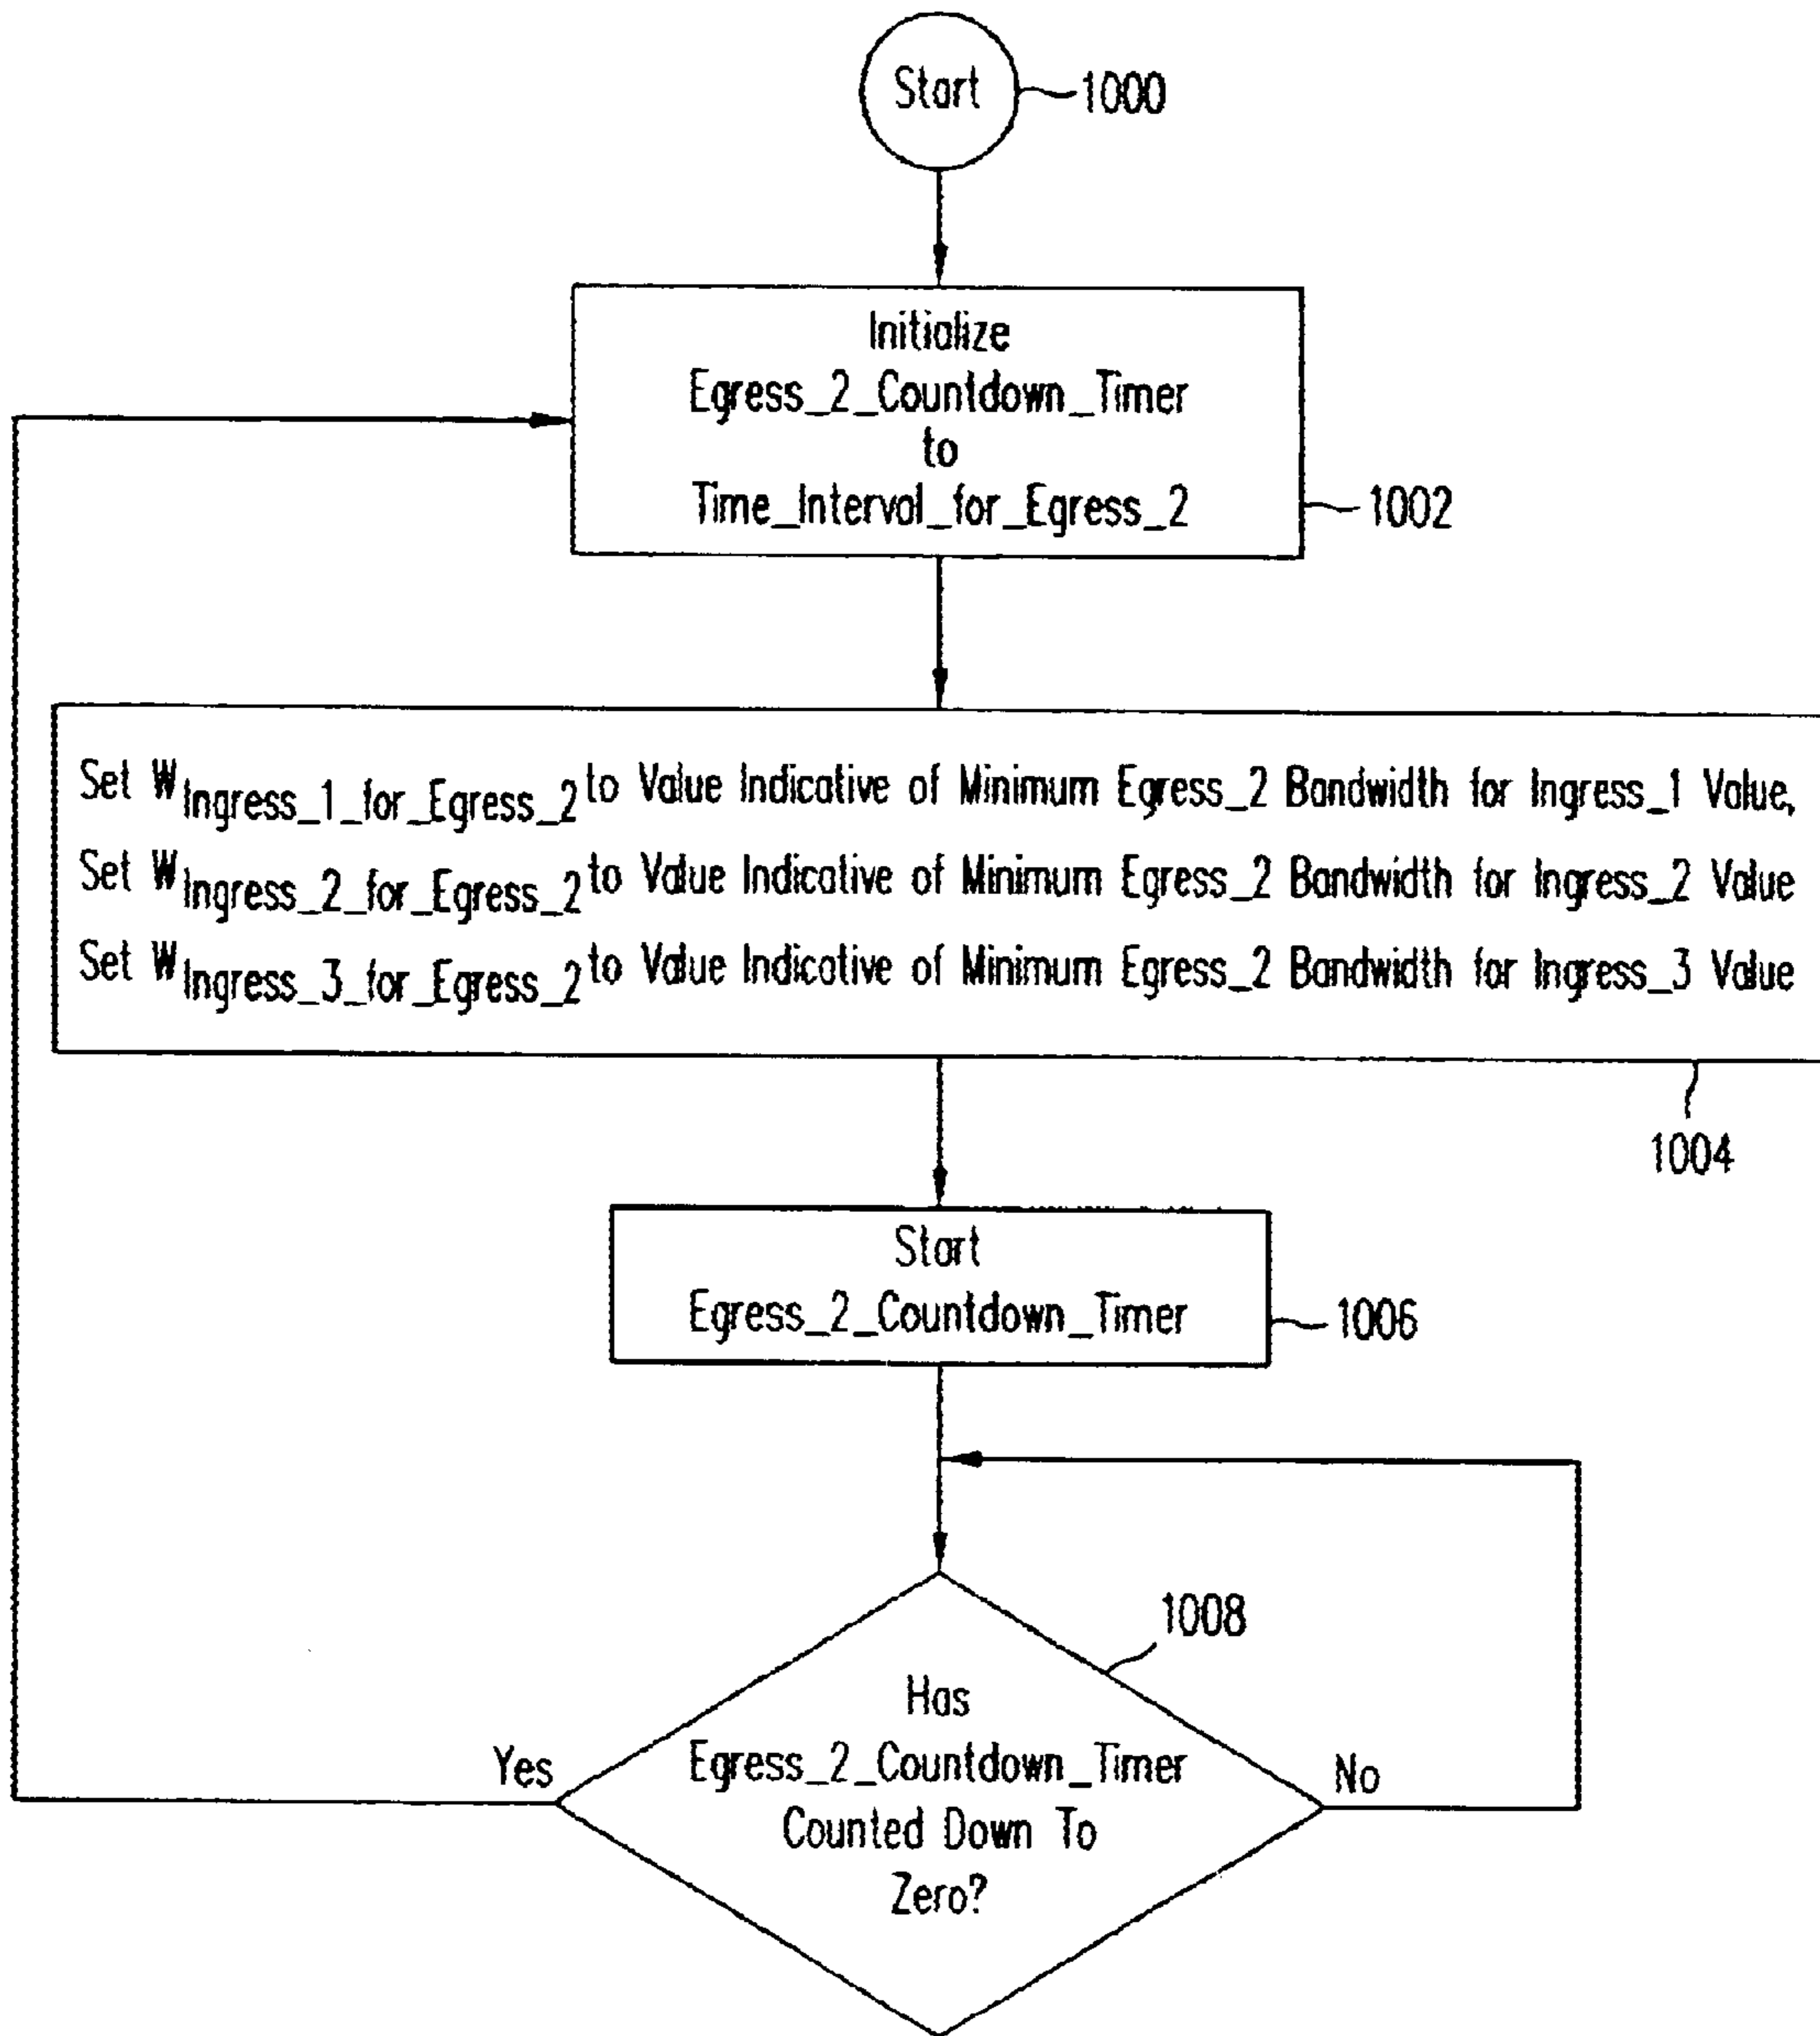 Start
1000
Initialize
Egress_2_Countdown_Timer
to
Time_Interval_for_Egress_2
1002
Set W Ingress_1_for_Egress_2 to Value Indicative of Minimum Egress_2 Bandwidth for Ingress_1 Value,
Set W Ingress_2_for_Egress_2 to Value Indicative of Minimum Egress_2 Bandwidth for Ingress_2 Value
Set W Ingress_3_for_Egress_2 to Value Indicative of Minimum Egress_2 Bandwidth for Ingress_3 Value
1004
Start
Egress_2_Countdown_Timer
1006
1008
Has
Egress_2_Countdown_Timer
Counted Down To
Zero?
Yes
No